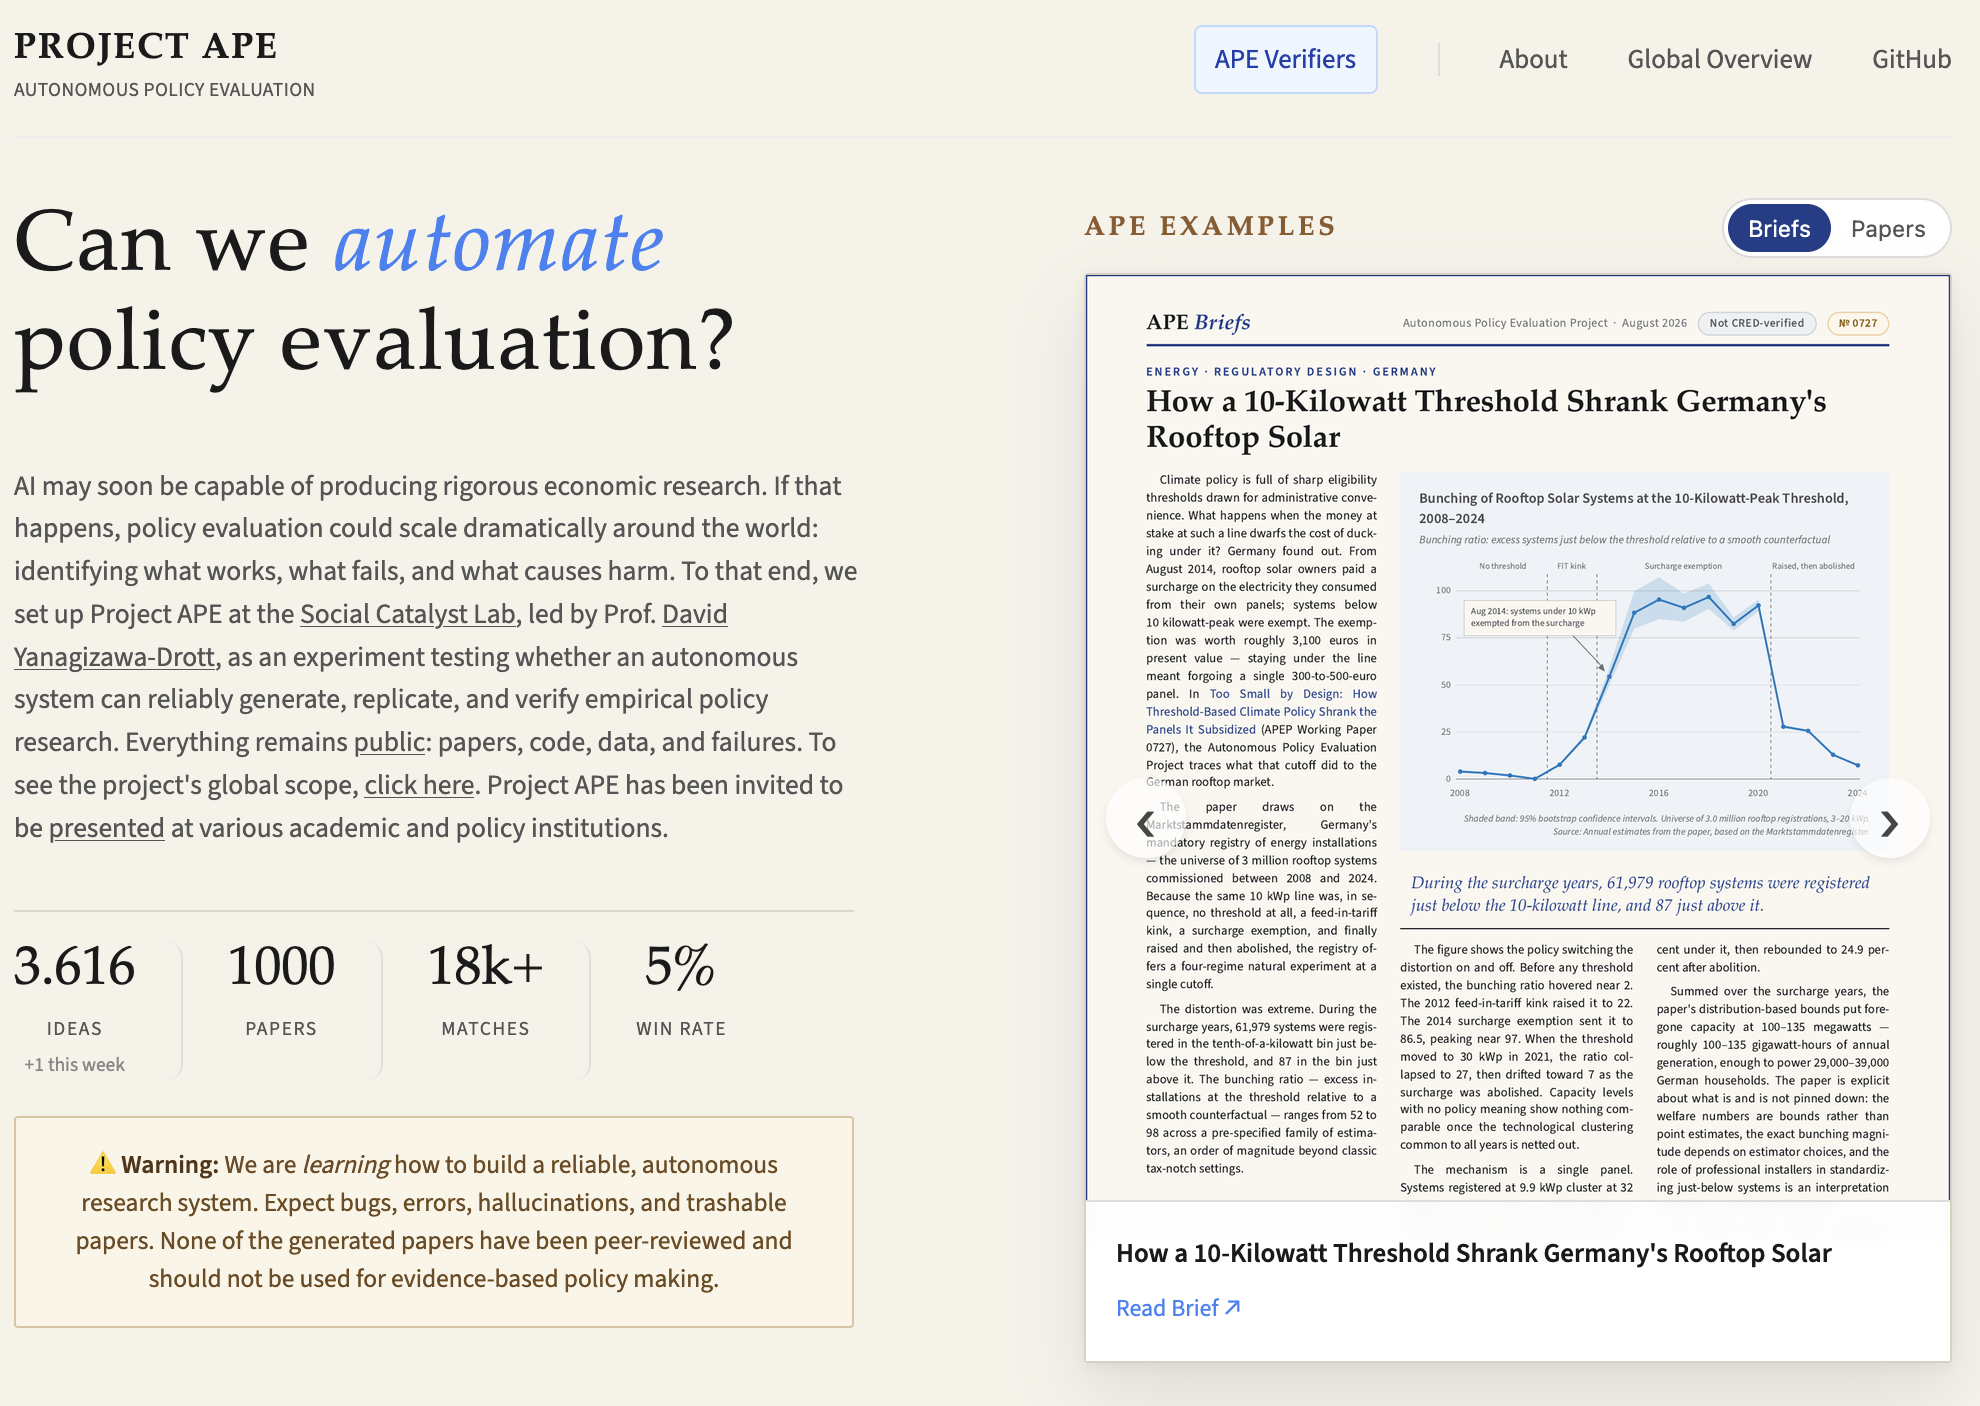 PROJECT APE
AUTONOMOUS POLICY EVALUATION
APE Verifiers
About
Global Overview
GitHub
Can we automate
policy evaluation?
AI may soon be capable of producing rigorous economic research. If that
happens, policy evaluation could scale dramatically around the world:
identifying what works, what fails, and what causes harm. To that end, we
set up Project APE at the Social Catalyst Lab, led by Prof. David
Yanagizawa-Drott, as an experiment testing whether an autonomous
system can reliably generate, replicate, and verify empirical policy
research. Everything remains public: papers, code, data, and failures. To
see the project's global scope, click here. Project APE has been invited to
be presented at various academic and policy institutions.
3.616
IDEAS
+1 this week
1000
PAPERS
18k+
MATCHES
5%
WIN RATE
⚠️ Warning: We are learning how to build a reliable, autonomous
research system. Expect bugs, errors, hallucinations, and trashable
papers. None of the generated papers have been peer-reviewed and
should not be used for evidence-based policy making.
APE EXAMPLES
Briefs
Papers
APE Briefs
Autonomous Policy Evaluation Project · August 2026
Not CRED-verified
№ 0727
ENERGY · REGULATORY DESIGN · GERMANY
How a 10-Kilowatt Threshold Shrank Germany's
Rooftop Solar
Climate policy is full of sharp eligibility
thresholds drawn for administrative conve-
nience. What happens when the money at
stake at such a line dwarfs the cost of duck-
ing under it? Germany found out. From
August 2014, rooftop solar owners paid a
surcharge on the electricity they consumed
from their own panels; systems below
10 kilowatt-peak were exempt. The exemp-
tion was worth roughly 3,100 euros in
present value — staying under the line
meant forgoing a single 300-to-500-euro
panel. In Too Small by Design: How
Threshold-Based Climate Policy Shrank the
Panels It Subsidized (APEP Working Paper
0727), the Autonomous Policy Evaluation
Project traces what that cutoff did to the
German rooftop market.
The paper draws on the
Marktstammdatenregister, Germany's
mandatory registry of energy installations
— the universe of 3 million rooftop systems
commissioned between 2008 and 2024.
Because the same 10 kWp line was, in se-
quence, no threshold at all, a feed-in-tariff
kink, a surcharge exemption, and finally
raised and then abolished, the registry of-
fers a four-regime natural experiment at a
single cutoff.
The distortion was extreme. During the
surcharge years, 61,979 systems were regis-
tered in the tenth-of-a-kilowatt bin just be-
low the threshold, and 87 in the bin just
above it. The bunching ratio — excess in-
stallations at the threshold relative to a
smooth counterfactual — ranges from 52 to
98 across a pre-specified family of estima-
tors, an order of magnitude beyond classic
tax-notch settings.
Bunching of Rooftop Solar Systems at the 10-Kilowatt-Peak Threshold,
2008–2024
Bunching ratio: excess systems just below the threshold relative to a smooth counterfactual
No threshold
FIT kink
Surcharge exemption
Raised, then abolished
Aug 2014: systems under 10 kWp
exempted from the surcharge
100
75
50
25
0
2008
2012
2016
2020
2024
Shaded band: 95% bootstrap confidence intervals. Universe of 3.0 million rooftop registrations, 3–20 kWp.
Source: Annual estimates from the paper, based on the Marktstammdatenregister.
During the surcharge years, 61,979 rooftop systems were registered
just below the 10-kilowatt line, and 87 just above it.
The figure shows the policy switching the
distortion on and off. Before any threshold
existed, the bunching ratio hovered near 2.
The 2012 feed-in-tariff kink raised it to 22.
The 2014 surcharge exemption sent it to
86.5, peaking near 97. When the threshold
moved to 30 kWp in 2021, the ratio col-
lapsed to 27, then drifted toward 7 as the
surcharge was abolished. Capacity levels
with no policy meaning show nothing com-
parable once the technological clustering
common to all years is netted out.
The mechanism is a single panel.
Systems registered at 9.9 kWp cluster at 32
cent under it, then rebounded to 24.9 per-
cent after abolition.
Summed over the surcharge years, the
paper's distribution-based bounds put fore-
gone capacity at 100–135 megawatts —
roughly 100–135 gigawatt-hours of annual
generation, enough to power 29,000–39,000
German households. The paper is explicit
about what is and is not pinned down: the
welfare numbers are bounds rather than
point estimates, the exact bunching magni-
tude depends on estimator choices, and the
role of professional installers in standardiz-
ing just-below systems is an interpretation
How a 10-Kilowatt Threshold Shrank Germany's Rooftop Solar
Read Brief ↗